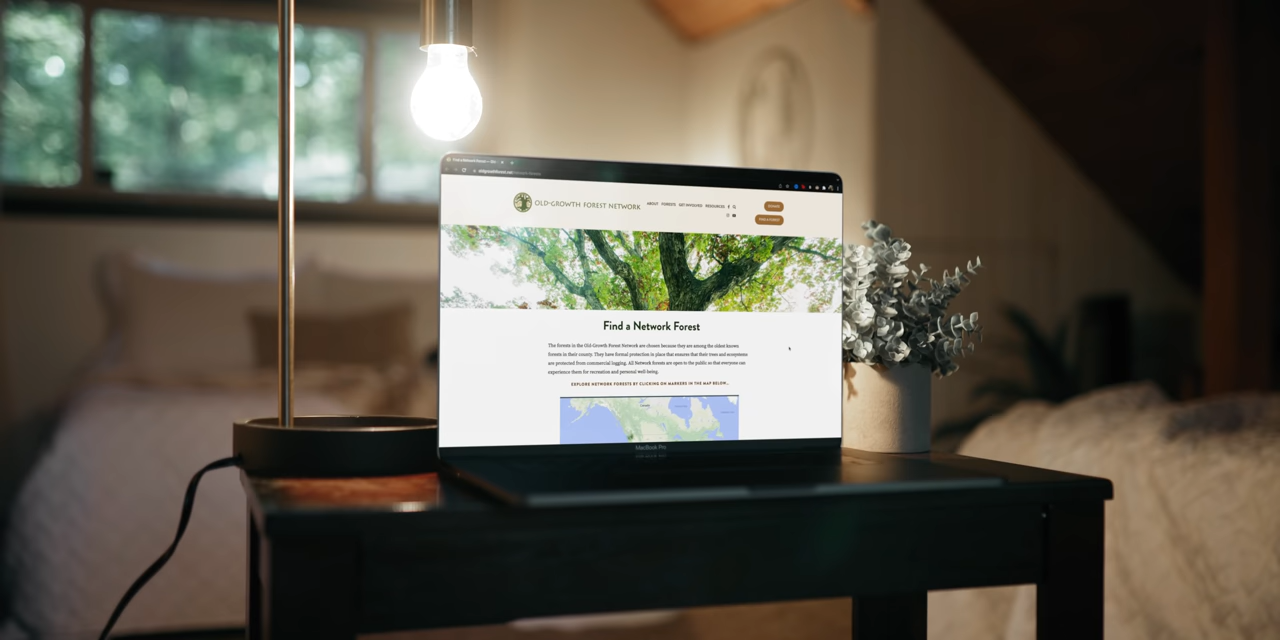 OLD-GROWTH FOREST NETWORK
ABOUT FORESTS GET INVOLVED RESOURCES
DONATE
FIND A FOREST
Find a Network Forest
The forests in the Old-Growth Forest Network are chosen because they are among the oldest known
forests in their county. They have formal protection in place that ensures that their trees and ecosystems
are protected from commercial logging. All Network forests are open to the public so that everyone can
experience these for recreation and personal well-being.
EXPLORE NETWORK FORESTS BY CLICKING ON MARKERS IN THE MAP BELOW...
MacBook Pro